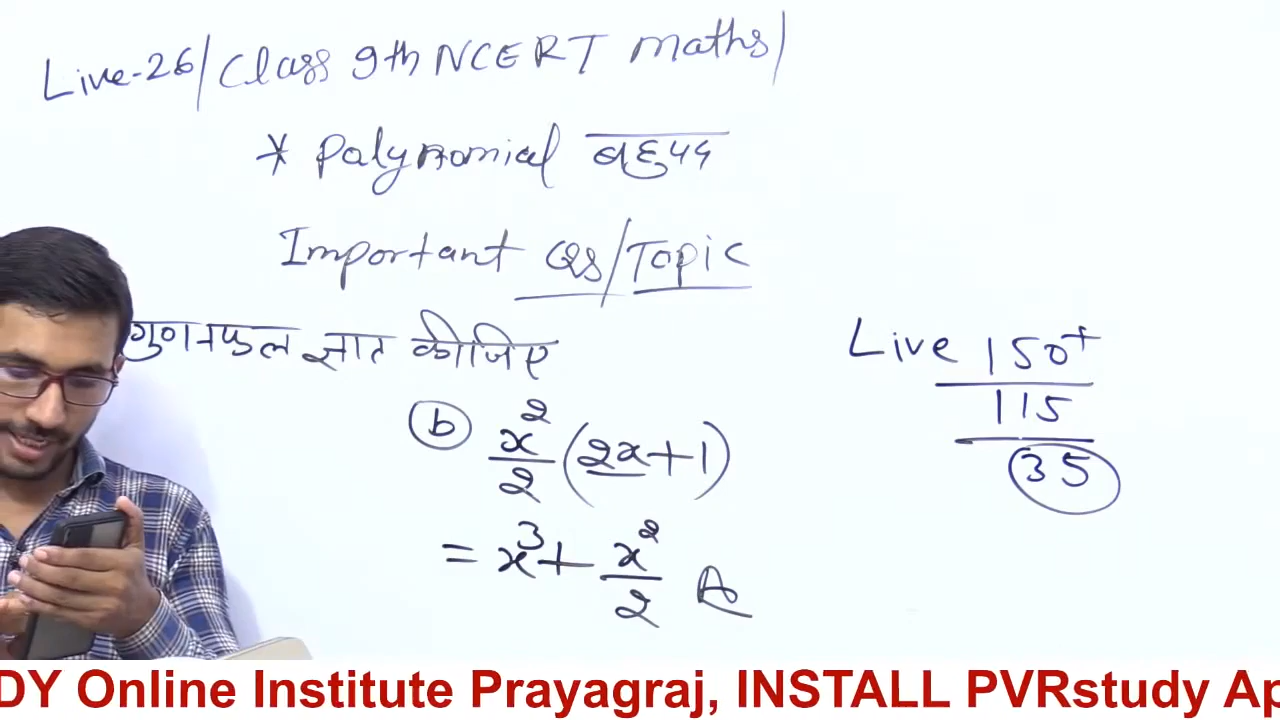 Live-26/Class 9th NCERT Maths/
* Polynomial बहुपद
Important Qs/Topic
गुणनफल ज्ञात कीजिए
(b) x²/2 (2x+1)
= x³ + x²/2 A
Live 150+
115
35
DY Online Institute Prayagraj, INSTALL PVRstudy Ap